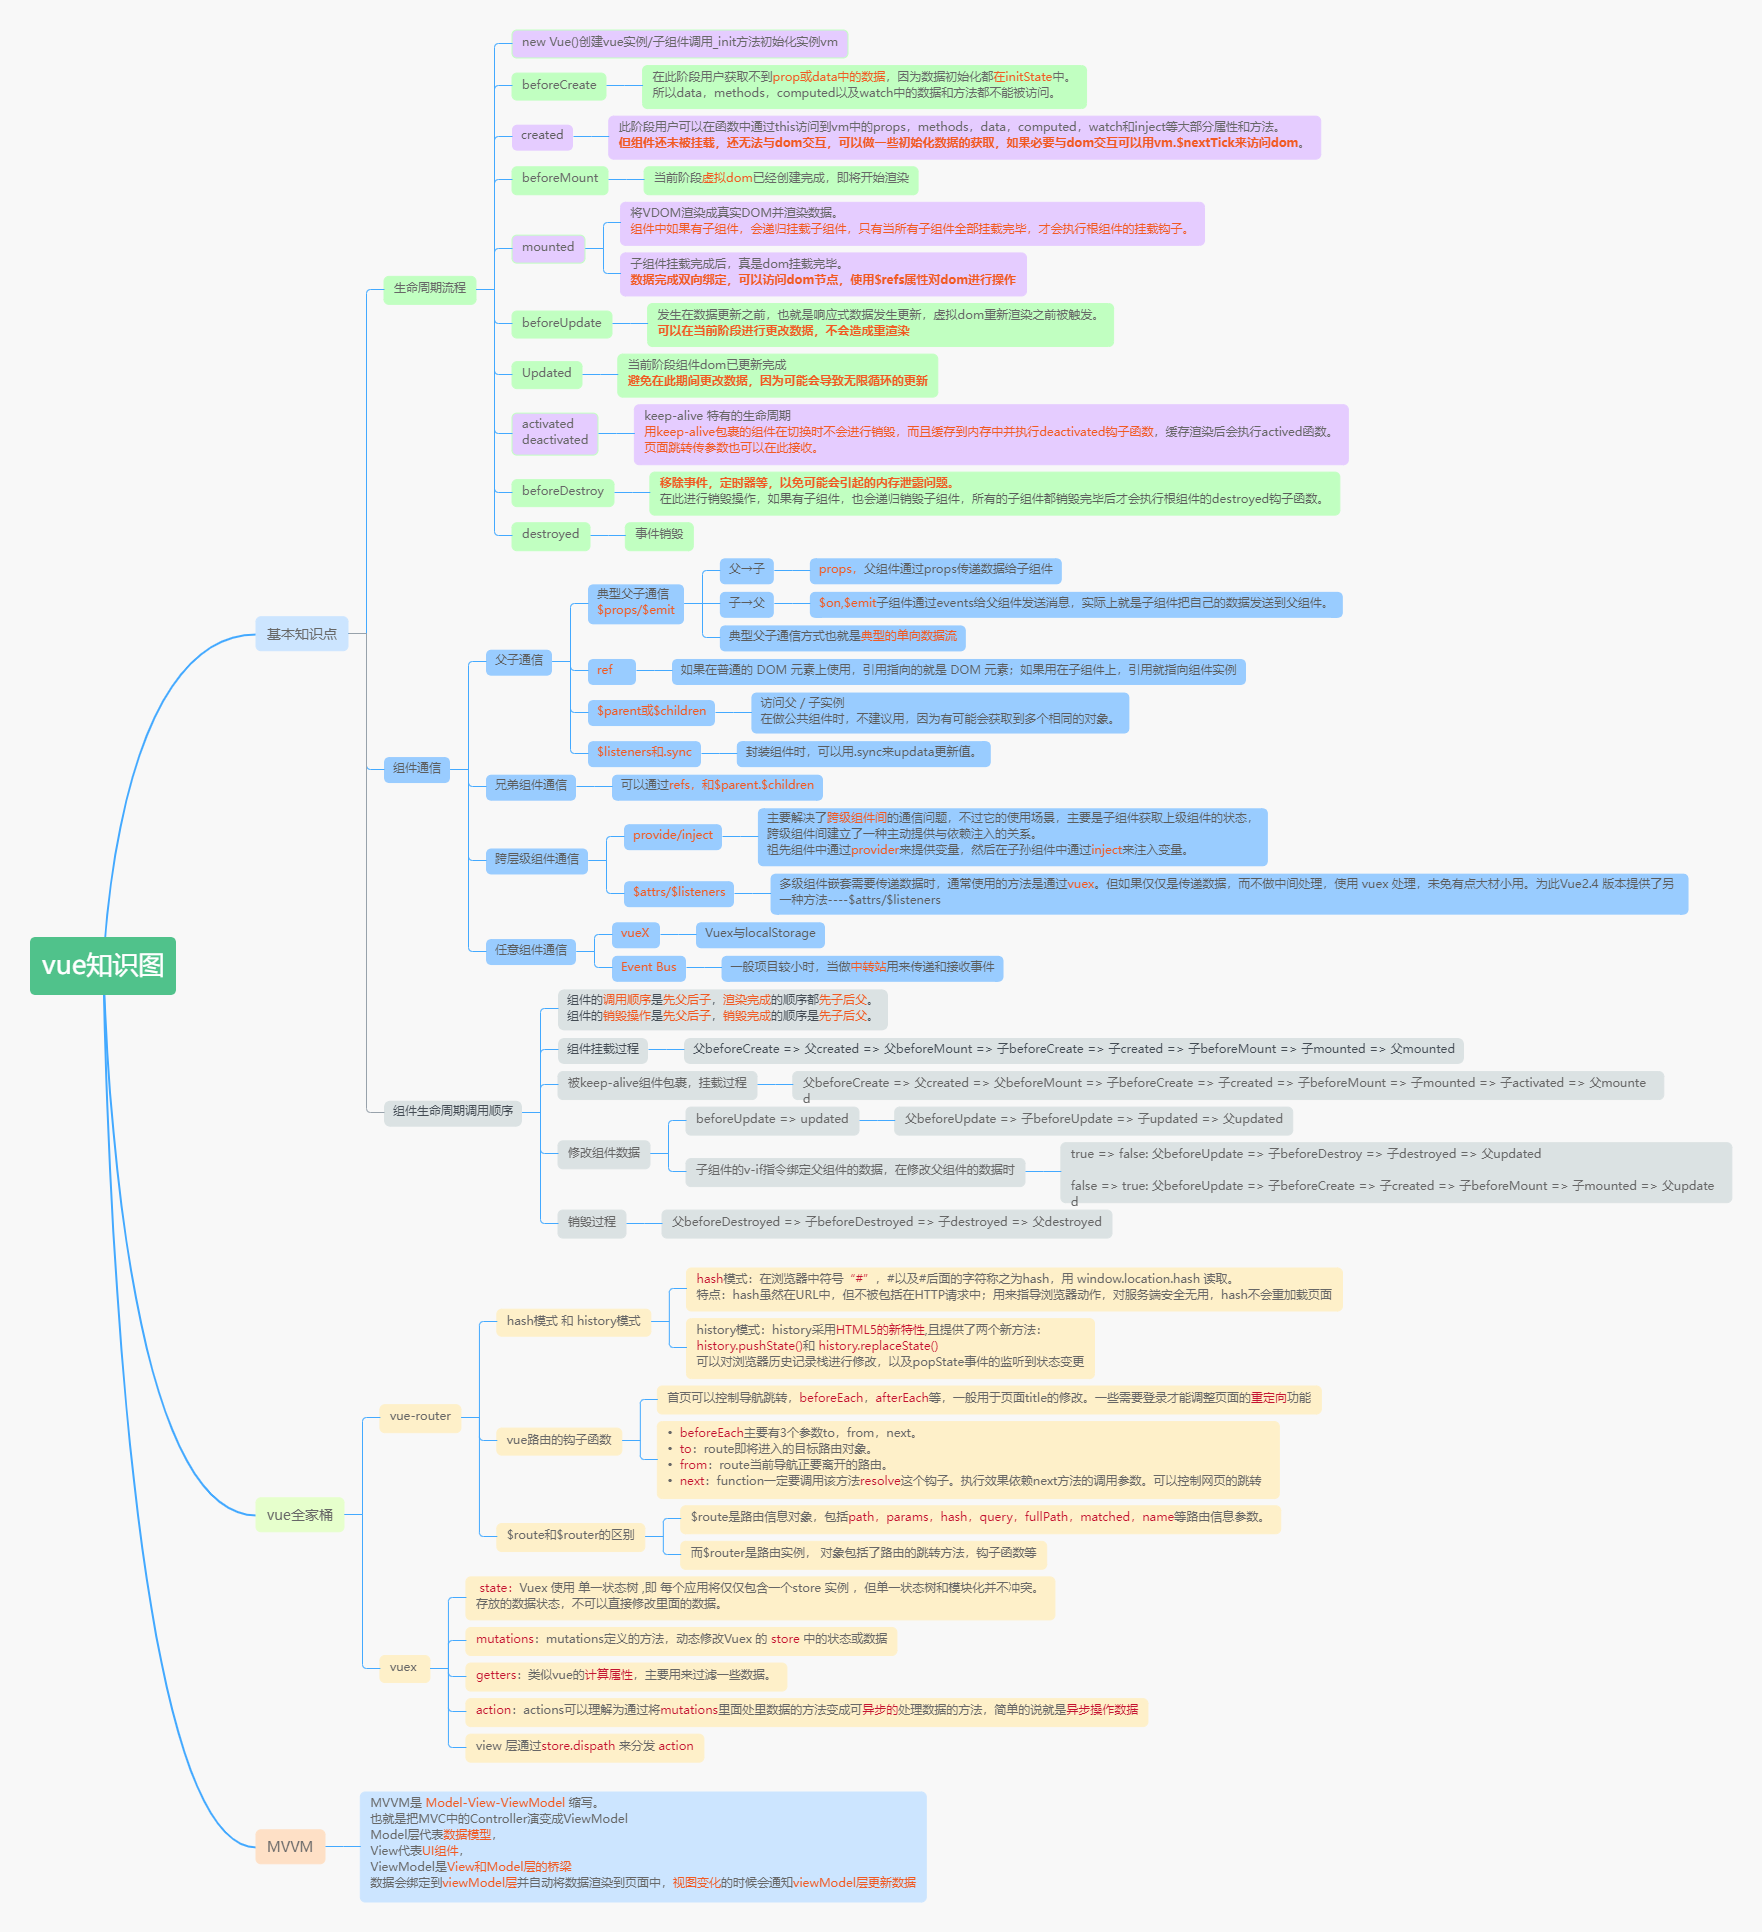 vue知识图
基本知识点
生命周期流程
new Vue()创建vue实例/子组件调用_init方法初始化实例vm
beforeCreate
在此阶段用户获取不到prop或data中的数据，因为数据初始化都在initState中。
所以data，methods，computed以及watch中的数据和方法都不能被访问。
created
此阶段用户可以在函数中通过this访问到vm中的props，methods，data，computed，watch和inject等大部分属性和方法。
但组件还未被挂载，还无法与dom交互，可以做一些初始化数据的获取，如果必要与dom交互可以用vm.$nextTick来访问dom。
beforeMount
当前阶段虚拟dom已经创建完成，即将开始渲染
mounted
将VDOM渲染成真实DOM并渲染数据。
组件中如果有子组件，会递归挂载子组件，只有当所有子组件全部挂载完毕，才会执行根组件的挂载钩子。
子组件挂载完成后，真是dom挂载完毕。
数据完成双向绑定，可以访问dom节点，使用$refs属性对dom进行操作
beforeUpdate
发生在数据更新之前，也就是响应式数据发生更新，虚拟dom重新渲染之前被触发。
可以在当前阶段进行更改数据，不会造成重渲染
Updated
当前阶段组件dom已更新完成
避免在此期间更改数据，因为可能会导致无限循环的更新
activated
deactivated
keep-alive 特有的生命周期
用keep-alive包裹的组件在切换时不会进行销毁，而且缓存到内存中并执行deactivated钩子函数，缓存渲染后会执行actived函数。
页面跳转传参数也可以在此接收。
beforeDestroy
移除事件，定时器等，以免可能会引起的内存泄露问题。
在此进行销毁操作，如果有子组件，也会递归销毁子组件，所有的子组件都销毁完毕后才会执行根组件的destroyed钩子函数。
destroyed
事件销毁
组件通信
父子通信
典型父子通信
$props/$emit
父→子
props，父组件通过props传递数据给子组件
子→父
$on,$emit子组件通过events给父组件发送消息，实际上就是子组件把自己的数据发送到父组件。
典型父子通信方式也就是典型的单向数据流
ref
如果在普通的 DOM 元素上使用，引用指向的就是 DOM 元素；如果用在子组件上，引用就指向组件实例
$parent或$children
访问父 / 子实例
在做公共组件时，不建议用，因为有可能会获取到多个相同的对象。
$listeners和.sync
封装组件时，可以用.sync来updata更新值。
兄弟组件通信
可以通过refs，和$parent.$children
跨层级组件通信
provide/inject
主要解决了跨级组件间的通信问题，不过它的使用场景，主要是子组件获取上级组件的状态，
跨级组件间建立了一种主动提供与依赖注入的关系。
祖先组件中通过provider来提供变量，然后在子孙组件中通过inject来注入变量。
$attrs/$listeners
多级组件嵌套需要传递数据时，通常使用的方法是通过vuex。但如果仅仅是传递数据，而不做中间处理，使用 vuex 处理，未免有点大材小用。为此Vue2.4 版本提供了另
一种方法----$attrs/$listeners
任意组件通信
vueX
Vuex与localStorage
Event Bus
一般项目较小时，当做中转站用来传递和接收事件
组件生命周期调用顺序
组件的调用顺序是先父后子，渲染完成的顺序都先子后父。
组件的销毁操作是先父后子，销毁完成的顺序是先子后父。
组件挂载过程
父beforeCreate => 父created => 父beforeMount => 子beforeCreate => 子created => 子beforeMount => 子mounted => 父mounted
被keep-alive组件包裹，挂载过程
父beforeCreate => 父created => 父beforeMount => 子beforeCreate => 子created => 子beforeMount => 子mounted => 子activated => 父mounte
d
修改组件数据
beforeUpdate => updated
父beforeUpdate => 子beforeUpdate => 子updated => 父updated
子组件的v-if指令绑定父组件的数据，在修改父组件的数据时
true => false: 父beforeUpdate => 子beforeDestroy => 子destroyed => 父updated
false => true: 父beforeUpdate => 子beforeCreate => 子created => 子beforeMount => 子mounted => 父update
d
销毁过程
父beforeDestroyed => 子beforeDestroyed => 子destroyed => 父destroyed
vue全家桶
vue-router
hash模式 和 history模式
hash模式：在浏览器中符号“#”，#以及#后面的字符称之为hash，用 window.location.hash 读取。
特点：hash虽然在URL中，但不被包括在HTTP请求中；用来指导浏览器动作，对服务端安全无用，hash不会重加载页面
history模式：history采用HTML5的新特性,且提供了两个新方法：
history.pushState()和 history.replaceState()
可以对浏览器历史记录栈进行修改，以及popState事件的监听到状态变更
vue路由的钩子函数
首页可以控制导航跳转，beforeEach，afterEach等，一般用于页面title的修改。一些需要登录才能调整页面的重定向功能
• beforeEach主要有3个参数to，from，next。
• to：route即将进入的目标路由对象。
• from：route当前导航正要离开的路由。
• next：function一定要调用该方法resolve这个钩子。执行效果依赖next方法的调用参数。可以控制网页的跳转
$route和$router的区别
$route是路由信息对象，包括path，params，hash，query，fullPath，matched，name等路由信息参数。
而$router是路由实例， 对象包括了路由的跳转方法，钩子函数等
vuex
state：Vuex 使用 单一状态树 ,即 每个应用将仅仅包含一个store 实例 ，但单一状态树和模块化并不冲突。
存放的数据状态，不可以直接修改里面的数据。
mutations：mutations定义的方法，动态修改Vuex 的 store 中的状态或数据
getters：类似vue的计算属性，主要用来过滤一些数据。
action：actions可以理解为通过将mutations里面处里数据的方法变成可异步的处理数据的方法，简单的说就是异步操作数据
view 层通过store.dispath 来分发 action
MVVM
MVVM是 Model-View-ViewModel 缩写。
也就是把MVC中的Controller演变成ViewModel
Model层代表数据模型，
View代表UI组件，
ViewModel是View和Model层的桥梁
数据会绑定到viewModel层并自动将数据渲染到页面中，视图变化的时候会通知viewModel层更新数据